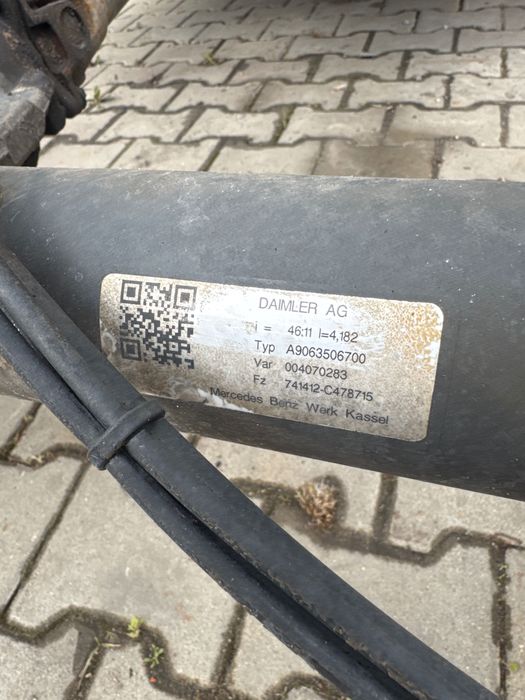 DAIMLER AG
i = 46:11 I=4,182
Typ A9063506700
Var 004070283
Fz 741412-C478715
Mercedes Benz Werk Kassel